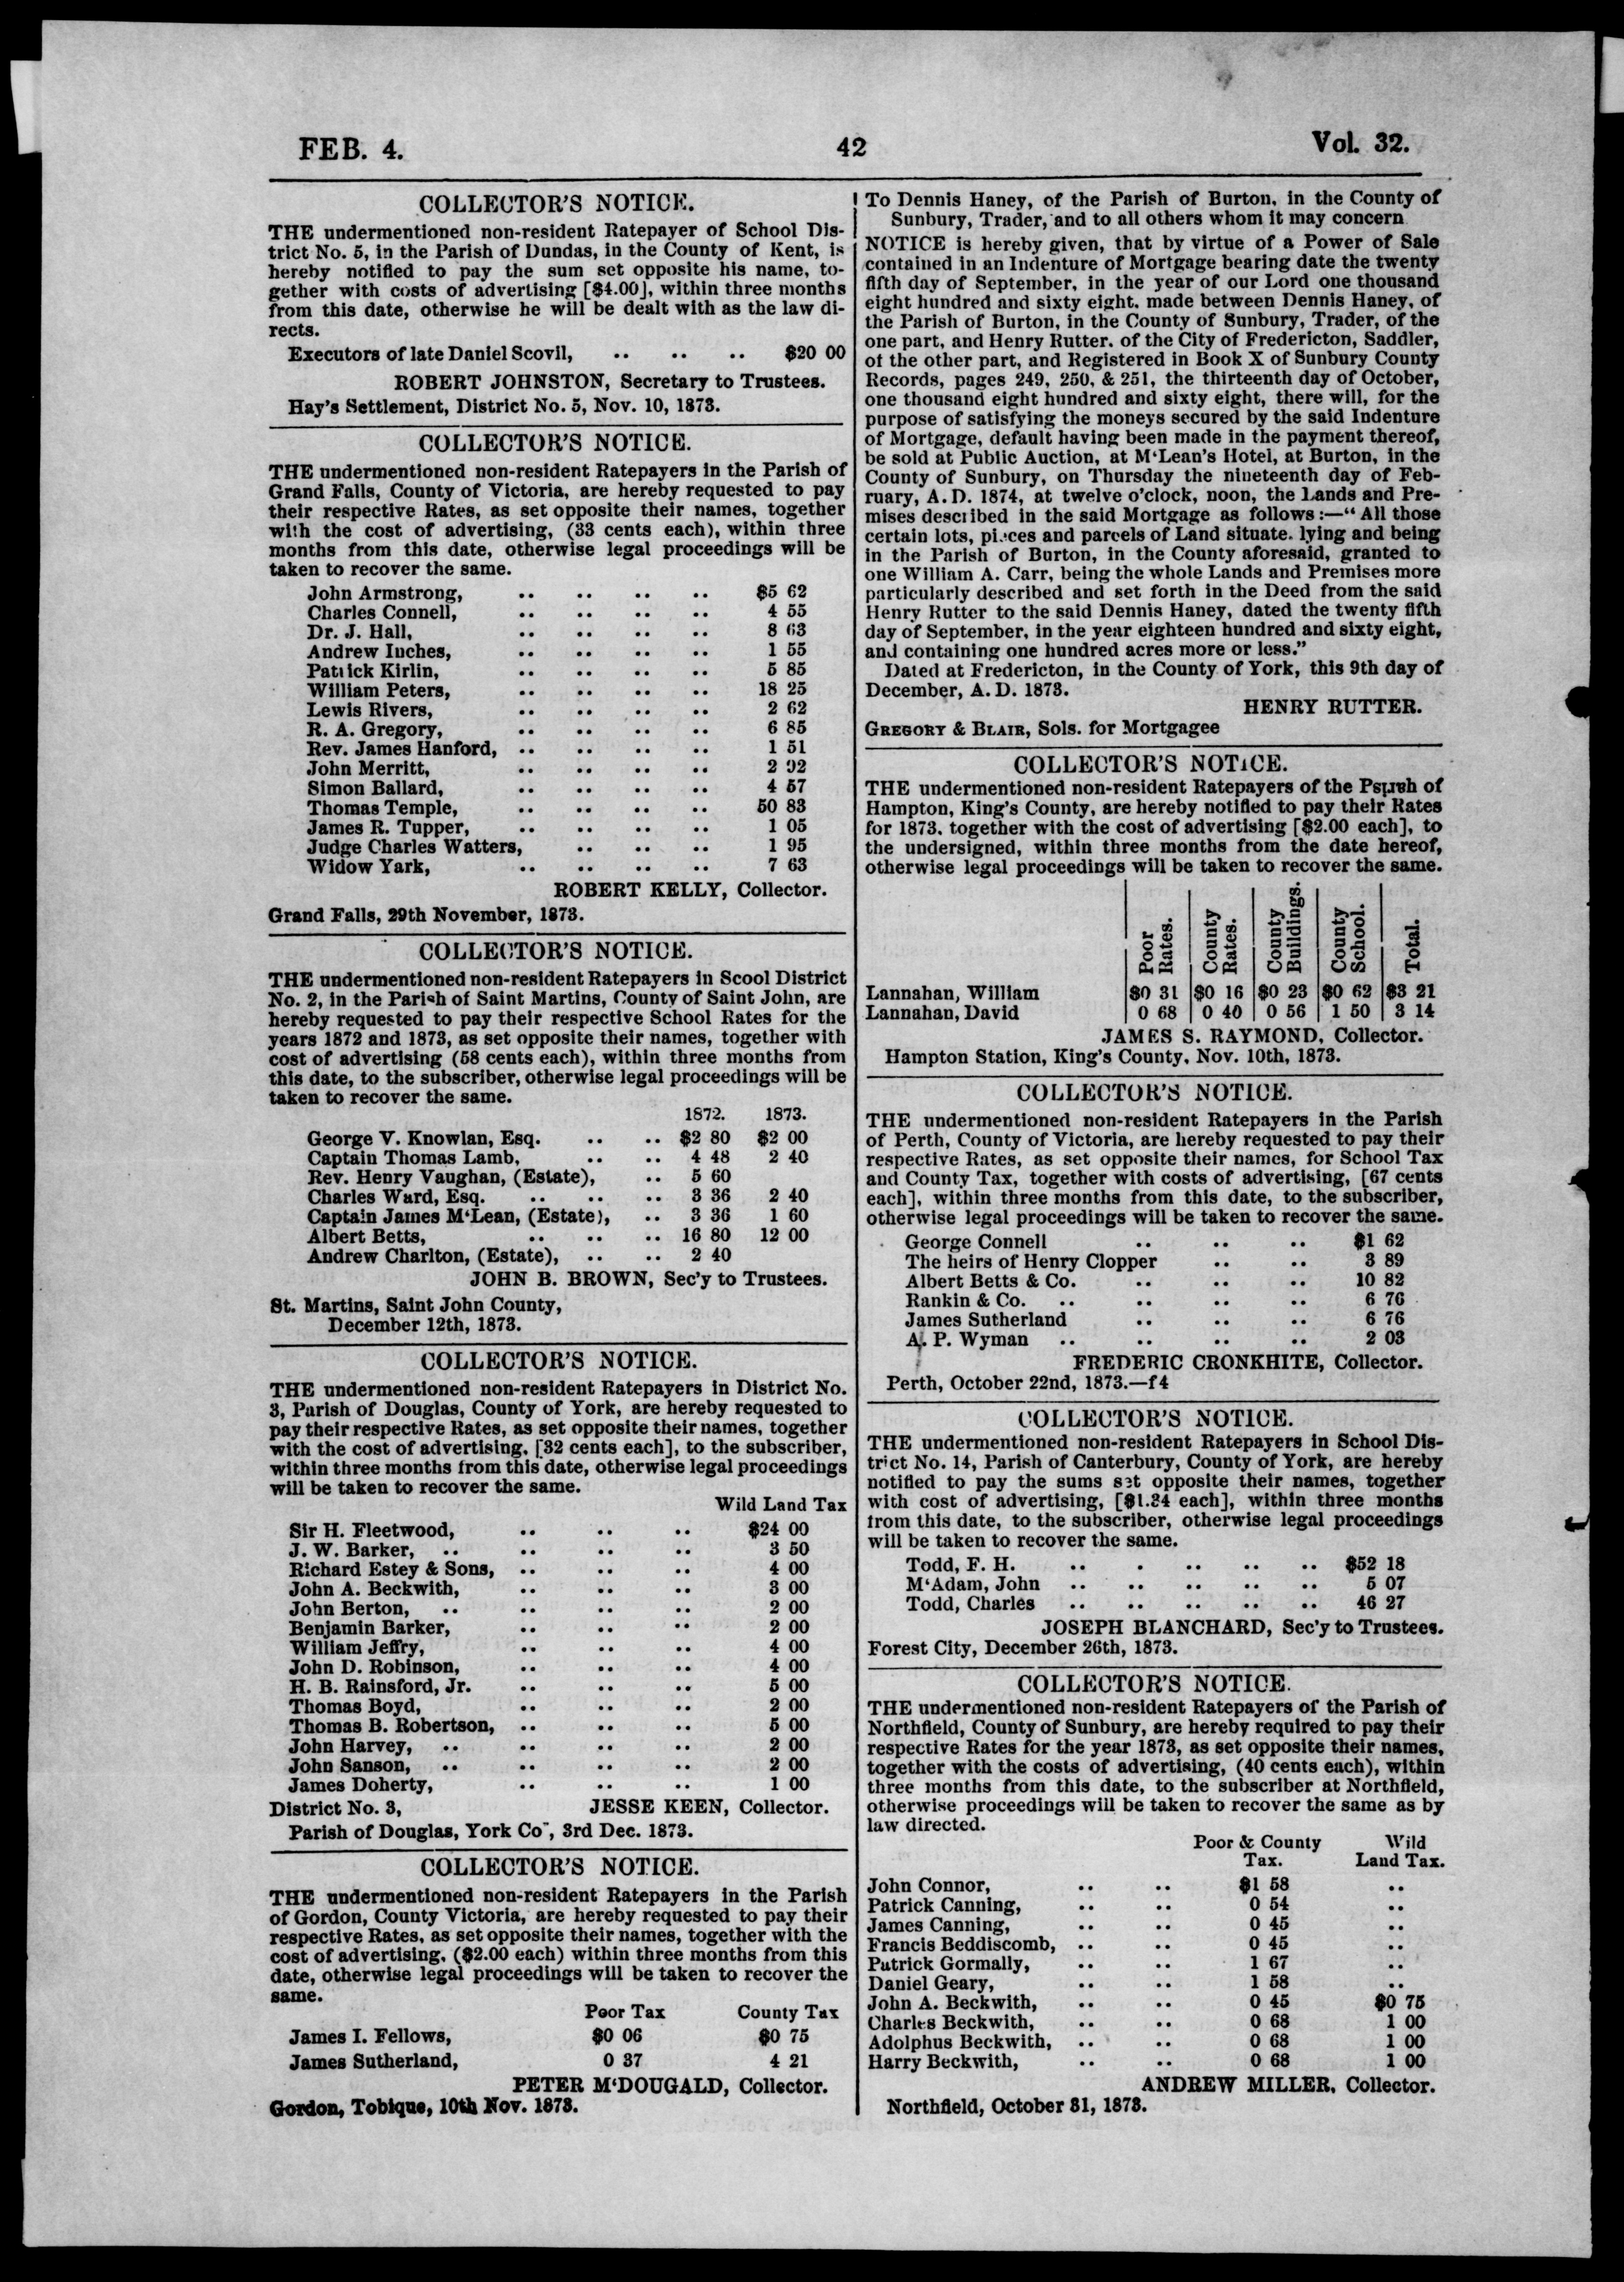 FEB. 4. 42 Vol. 32.
COLLECTOR'S NOTICE.
THE undermentioned non-resident Ratepayer of School Dis-
trict No. 5, in the Parish of Dundas, in the County of Kent, is
hereby notified to pay the sum set opposite his name, to-
gether with costs of advertising [$4.00], within three months
from this date, otherwise he will be dealt with as the law di-
rects.
Executors of late Daniel Scovil, .. .. .. $20 00
ROBERT JOHNSTON, Secretary to Trustees.
Hay's Settlement, District No. 5, Nov. 10, 1873.
COLLECTOR'S NOTICE.
THE undermentioned non-resident Ratepayers in the Parish of
Grand Falls, County of Victoria, are hereby requested to pay
their respective Rates, as set opposite their names, together
with the cost of advertising, (33 cents each), within three
months from this date, otherwise legal proceedings will be
taken to recover the same.
John Armstrong, .. .. .. .. $5 62
Charles Connell, .. .. .. .. 4 55
Dr. J. Hall, .. .. .. .. 8 63
Andrew Inches, .. .. .. .. 1 55
Patrick Kirlin, .. .. .. .. 5 85
William Peters, .. .. .. .. 18 25
Lewis Rivers, .. .. .. .. 2 62
R. A. Gregory, .. .. .. .. 6 85
Rev. James Hanford, .. .. .. .. 1 51
John Merritt, .. .. .. .. 2 92
Simon Ballard, .. .. .. .. 4 57
Thomas Temple, .. .. .. .. 50 83
James R. Tupper, .. .. .. .. 1 05
Judge Charles Watters, .. .. .. 1 95
Widow Yark, .. .. .. .. 7 63
ROBERT KELLY, Collector.
Grand Falls, 29th November, 1873.
COLLECTOR'S NOTICE.
THE undermentioned non-resident Ratepayers in Scool District
No. 2, in the Parish of Saint Martins, County of Saint John, are
hereby requested to pay their respective School Rates for the
years 1872 and 1873, as set opposite their names, together with
cost of advertising (58 cents each), within three months from
this date, to the subscriber, otherwise legal proceedings will be
taken to recover the same.
1872. 1873.
George V. Knowlan, Esq. .. .. $2 80 $2 00
Captain Thomas Lamb, .. .. 4 48 2 40
Rev. Henry Vaughan, (Estate), .. 5 60
Charles Ward, Esq. .. .. .. 3 36 2 40
Captain James M'Lean, (Estate), .. 3 36 1 60
Albert Betts, .. .. .. 16 80 12 00
Andrew Charlton, (Estate), .. .. 2 40
JOHN B. BROWN, Sec'y to Trustees.
St. Martins, Saint John County,
December 12th, 1873.
COLLECTOR'S NOTICE.
THE undermentioned non-resident Ratepayers in District No.
3, Parish of Douglas, County of York, are hereby requested to
pay their respective Rates, as set opposite their names, together
with the cost of advertising, [32 cents each], to the subscriber,
within three months from this date, otherwise legal proceedings
will be taken to recover the same.
Wild Land Tax
Sir H. Fleetwood, .. .. .. $24 00
J. W. Barker, .. .. .. .. 3 50
Richard Estey & Sons, .. .. .. 4 00
John A. Beckwith, .. .. .. 3 00
John Berton, .. .. .. .. 2 00
Benjamin Barker, .. .. .. 2 00
William Jeffry, .. .. .. 4 00
John D. Robinson, .. .. .. 4 00
H. B. Rainsford, Jr. .. .. .. 5 00
Thomas Boyd, .. .. .. 2 00
Thomas B. Robertson, .. .. .. 5 00
John Harvey, .. .. .. .. 2 00
John Sanson, .. .. .. .. 2 00
James Doherty, .. .. .. 1 00
District No. 3, JESSE KEEN, Collector.
Parish of Douglas, York Co', 3rd Dec. 1873.
COLLECTOR'S NOTICE.
THE undermentioned non-resident Ratepayers in the Parish
of Gordon, County Victoria, are hereby requested to pay their
respective Rates, as set opposite their names, together with the
cost of advertising, ($2.00 each) within three months from this
date, otherwise legal proceedings will be taken to recover the
same.
Poor Tax County Tax
James I. Fellows, $0 06 $0 75
James Sutherland, 0 37 4 21
PETER M'DOUGALD, Collector.
Gordon, Tobique, 10th Nov. 1873.
To Dennis Haney, of the Parish of Burton, in the County of
Sunbury, Trader, and to all others whom it may concern
NOTICE is hereby given, that by virtue of a Power of Sale
contained in an Indenture of Mortgage bearing date the twenty
fifth day of September, in the year of our Lord one thousand
eight hundred and sixty eight, made between Dennis Haney, of
the Parish of Burton, in the County of Sunbury, Trader, of the
one part, and Henry Rutter, of the City of Fredericton, Saddler,
of the other part, and Registered in Book X of Sunbury County
Records, pages 249, 250, & 251, the thirteenth day of October,
one thousand eight hundred and sixty eight, there will, for the
purpose of satisfying the moneys secured by the said Indenture
of Mortgage, default having been made in the payment thereof,
be sold at Public Auction, at M'Lean's Hotel, at Burton, in the
County of Sunbury, on Thursday the nineteenth day of Feb-
ruary, A. D. 1874, at twelve o'clock, noon, the Lands and Pre-
mises described in the said Mortgage as follows:—" All those
certain lots, pieces and parcels of Land situate, lying and being
in the Parish of Burton, in the County aforesaid, granted to
one William A. Carr, being the whole Lands and Premises more
particularly described and set forth in the Deed from the said
Henry Rutter to the said Dennis Haney, dated the twenty fifth
day of September, in the year eighteen hundred and sixty eight,
and containing one hundred acres more or less."
Dated at Fredericton, in the County of York, this 9th day of
December, A. D. 1873.
HENRY RUTTER.
GREGORY & BLAIR, Sols. for Mortgagee
COLLECTOR'S NOTICE.
THE undermentioned non-resident Ratepayers of the Parish of
Hampton, King's County, are hereby notified to pay their Rates
for 1873, together with the cost of advertising [$2.00 each], to
the undersigned, within three months from the date hereof,
otherwise legal proceedings will be taken to recover the same.
Poor Rates. County Rates. County Buildings. County School. Total.
Lannahan, William $0 31 $0 16 $0 23 $0 62 $3 21
Lannahan, David 0 68 0 40 0 56 1 50 3 14
JAMES S. RAYMOND, Collector.
Hampton Station, King's County, Nov. 10th, 1873.
COLLECTOR'S NOTICE.
THE undermentioned non-resident Ratepayers in the Parish
of Perth, County of Victoria, are hereby requested to pay their
respective Rates, as set opposite their names, for School Tax
and County Tax, together with costs of advertising, [67 cents
each], within three months from this date, to the subscriber,
otherwise legal proceedings will be taken to recover the same.
George Connell .. .. .. $1 62
The heirs of Henry Clopper .. .. 3 89
Albert Betts & Co. .. .. .. 10 82
Rankin & Co. .. .. .. .. 6 76
James Sutherland .. .. .. 6 76
A. P. Wyman .. .. .. .. 2 03
FREDERIC CRONKHITE, Collector.
Perth, October 22nd, 1873.—f4
COLLECTOR'S NOTICE.
THE undermentioned non-resident Ratepayers in School Dis-
trict No. 14, Parish of Canterbury, County of York, are hereby
notified to pay the sums set opposite their names, together
with cost of advertising, [$1.34 each], within three months
from this date, to the subscriber, otherwise legal proceedings
will be taken to recover the same.
Todd, F. H. .. . .. .. .. $52 18
M'Adam, John .. .. .. .. .. 5 07
Todd, Charles .. .. .. .. .. 46 27
JOSEPH BLANCHARD, Sec'y to Trustees.
Forest City, December 26th, 1873.
COLLECTOR'S NOTICE.
THE undermentioned non-resident Ratepayers of the Parish of
Northfield, County of Sunbury, are hereby required to pay their
respective Rates for the year 1873, as set opposite their names,
together with the costs of advertising, (40 cents each), within
three months from this date, to the subscriber at Northfield,
otherwise proceedings will be taken to recover the same as by
law directed.
Poor & County Wild
Tax. Land Tax.
John Connor, .. .. $1 58 ..
Patrick Canning, .. .. 0 54 ..
James Canning, .. .. 0 45 ..
Francis Beddiscomb, .. .. 0 45 ..
Patrick Gormally, .. .. 1 67 ..
Daniel Geary, .. .. 1 58 ..
John A. Beckwith, .. .. 0 45 $0 75
Charles Beckwith, .. .. 0 68 1 00
Adolphus Beckwith, .. .. 0 68 1 00
Harry Beckwith, .. .. 0 68 1 00
ANDREW MILLER, Collector.
Northfield, October 31, 1873.